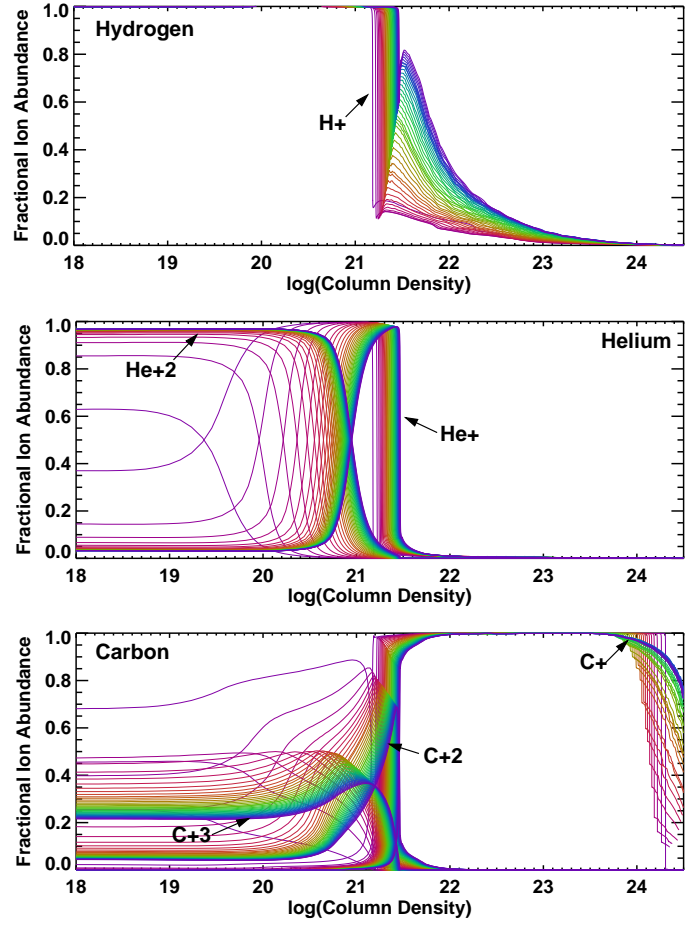 Hydrogen
Fractional Ion Abundance
1.0
0.8
0.6
0.4
0.2
0.0
H+
18 19 20 21 22 23 24
log(Column Density)
Helium
Fractional Ion Abundance
1.0
0.8
0.6
0.4
0.2
0.0
He+2
He+
18 19 20 21 22 23 24
log(Column Density)
Carbon
Fractional Ion Abundance
1.0
0.8
0.6
0.4
0.2
0.0
C+
C+2
C+3
18 19 20 21 22 23 24
log(Column Density)